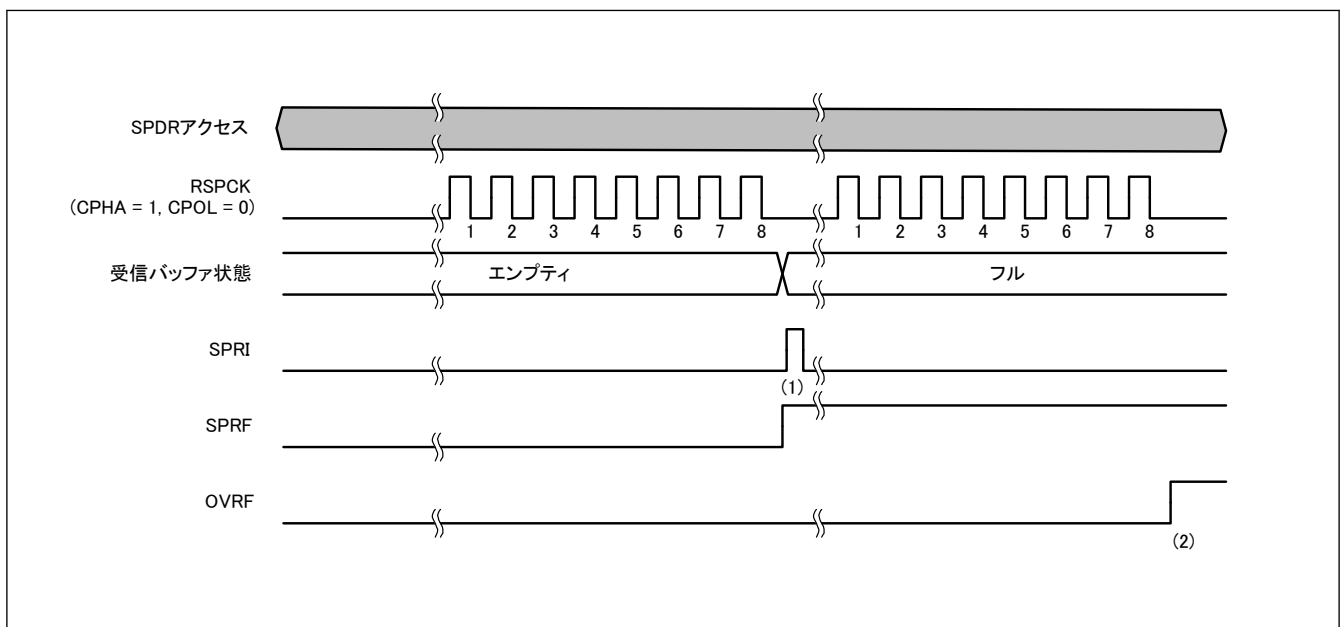 SPDRアクセス
RSPCK
(CPHA = 1, CPOL = 0)
1 2 3 4 5 6 7 8 1 2 3 4 5 6 7 8
受信バッファ状態 エンプティ フル
SPRI
(1)
SPRF
OVRF
(2)